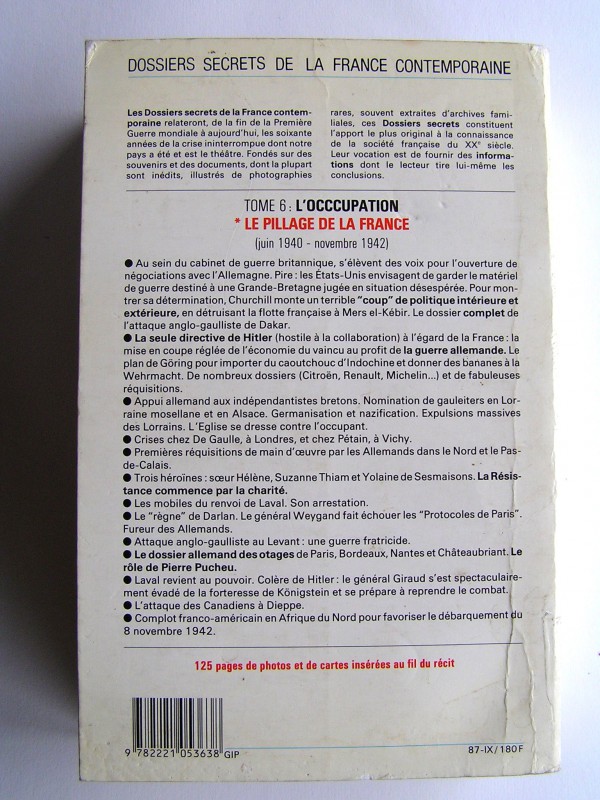 DOSSIERS SECRETS DE LA FRANCE CONTEMPORAINE
Les Dossiers secrets de la France contem-
poraine relateront, de la fin de la Première
Guerre mondiale à aujourd'hui, les soixante
années de la crise ininterrompue dont notre
pays a été et est le théâtre. Fondés sur des
souvenirs et des documents, dont la plupart
sont inédits, illustrés de photographies
rares, souvent extraites d'archives fami-
liales, ces Dossiers secrets constituent
l'apport le plus original à la connaissance
de la société française du XXe siècle.
Leur vocation est de fournir des informa-
tions dont le lecteur tire lui-même les
conclusions.
TOME 6 : L'OCCCUPATION
* LE PILLAGE DE LA FRANCE
(juin 1940 - novembre 1942)
● Au sein du cabinet de guerre britannique, s'élèvent des voix pour l'ouverture de
négociations avec l'Allemagne. Pire : les États-Unis envisagent de garder le matériel
de guerre destiné à une Grande-Bretagne jugée en situation désespérée. Pour mon-
trer sa détermination, Churchill monte un terrible "coup" de politique intérieure et
extérieure, en détruisant la flotte française à Mers el-Kébir. Le dossier complet de
l'attaque anglo-gaulliste de Dakar.
● La seule directive de Hitler (hostile à la collaboration) à l'égard de la France : la
mise en coupe réglée de l'économie du vaincu au profit de la guerre allemande. Le
plan de Göring pour importer du caoutchouc d'Indochine et donner des bananes à la
Wehrmacht. De nombreux dossiers (Citroën, Renault, Michelin...) et de fabuleuses
réquisitions.
● Appui allemand aux indépendantistes bretons. Nomination de gauleiters en Lor-
raine mosellane et en Alsace. Germanisation et nazification. Expulsions massives
des Lorrains. L'Eglise se dresse contre l'occupant.
● Crises chez De Gaulle, à Londres, et chez Pétain, à Vichy.
● Premières réquisitions de main d'œuvre par les Allemands dans le Nord et le Pas-
de-Calais.
● Trois héroïnes : sœur Hélène, Suzanne Thiam et Yolaine de Sesmaisons. La Résis-
tance commence par la charité.
● Les mobiles du renvoi de Laval. Son arrestation.
● Le "règne" de Darlan. Le général Weygand fait échouer les "Protocoles de Paris".
Fureur des Allemands.
● Attaque anglo-gaulliste au Levant : une guerre fratricide.
● Le dossier allemand des otages de Paris, Bordeaux, Nantes et Châteaubriant. Le
rôle de Pierre Pucheu.
● Laval revient au pouvoir. Colère de Hitler : le général Giraud s'est spectaculaire-
ment évadé de la forteresse de Königstein et se prépare à reprendre le combat.
● L'attaque des Canadiens à Dieppe.
● Complot franco-américain en Afrique du Nord pour favoriser le débarquement du
8 novembre 1942.
125 pages de photos et de cartes insérées au fil du récit
9 782221 053638 GIP
87-IX/180F